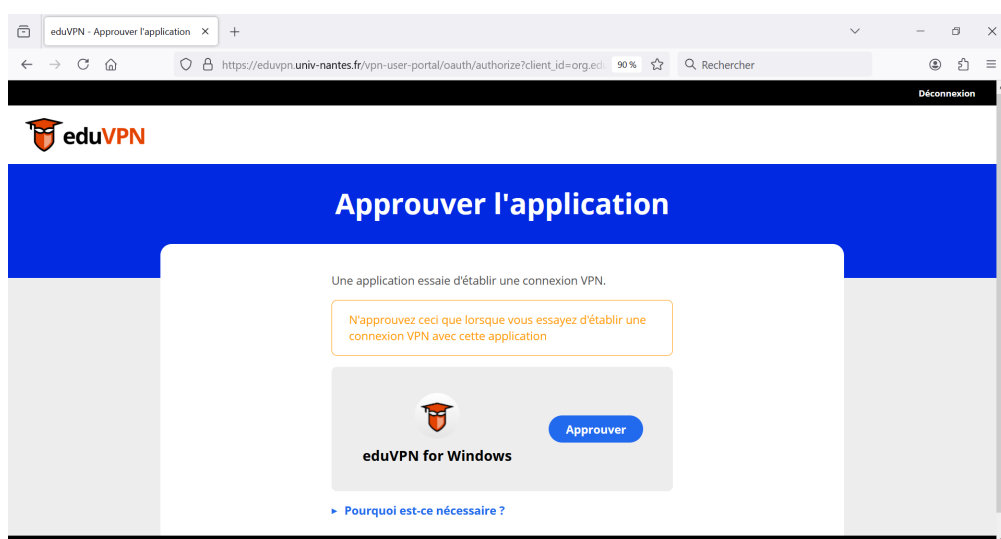 eduVPN - Approuver l'application
https://eduvpn.univ-nantes.fr/vpn-user-portal/oauth/authorize?client_id=org.edu
90 %
Rechercher
Déconnexion
eduVPN
Approuver l'application
Une application essaie d'établir une connexion VPN.
N'approuvez ceci que lorsque vous essayez d'établir une
connexion VPN avec cette application
Approuver
eduVPN for Windows
Pourquoi est-ce nécessaire ?